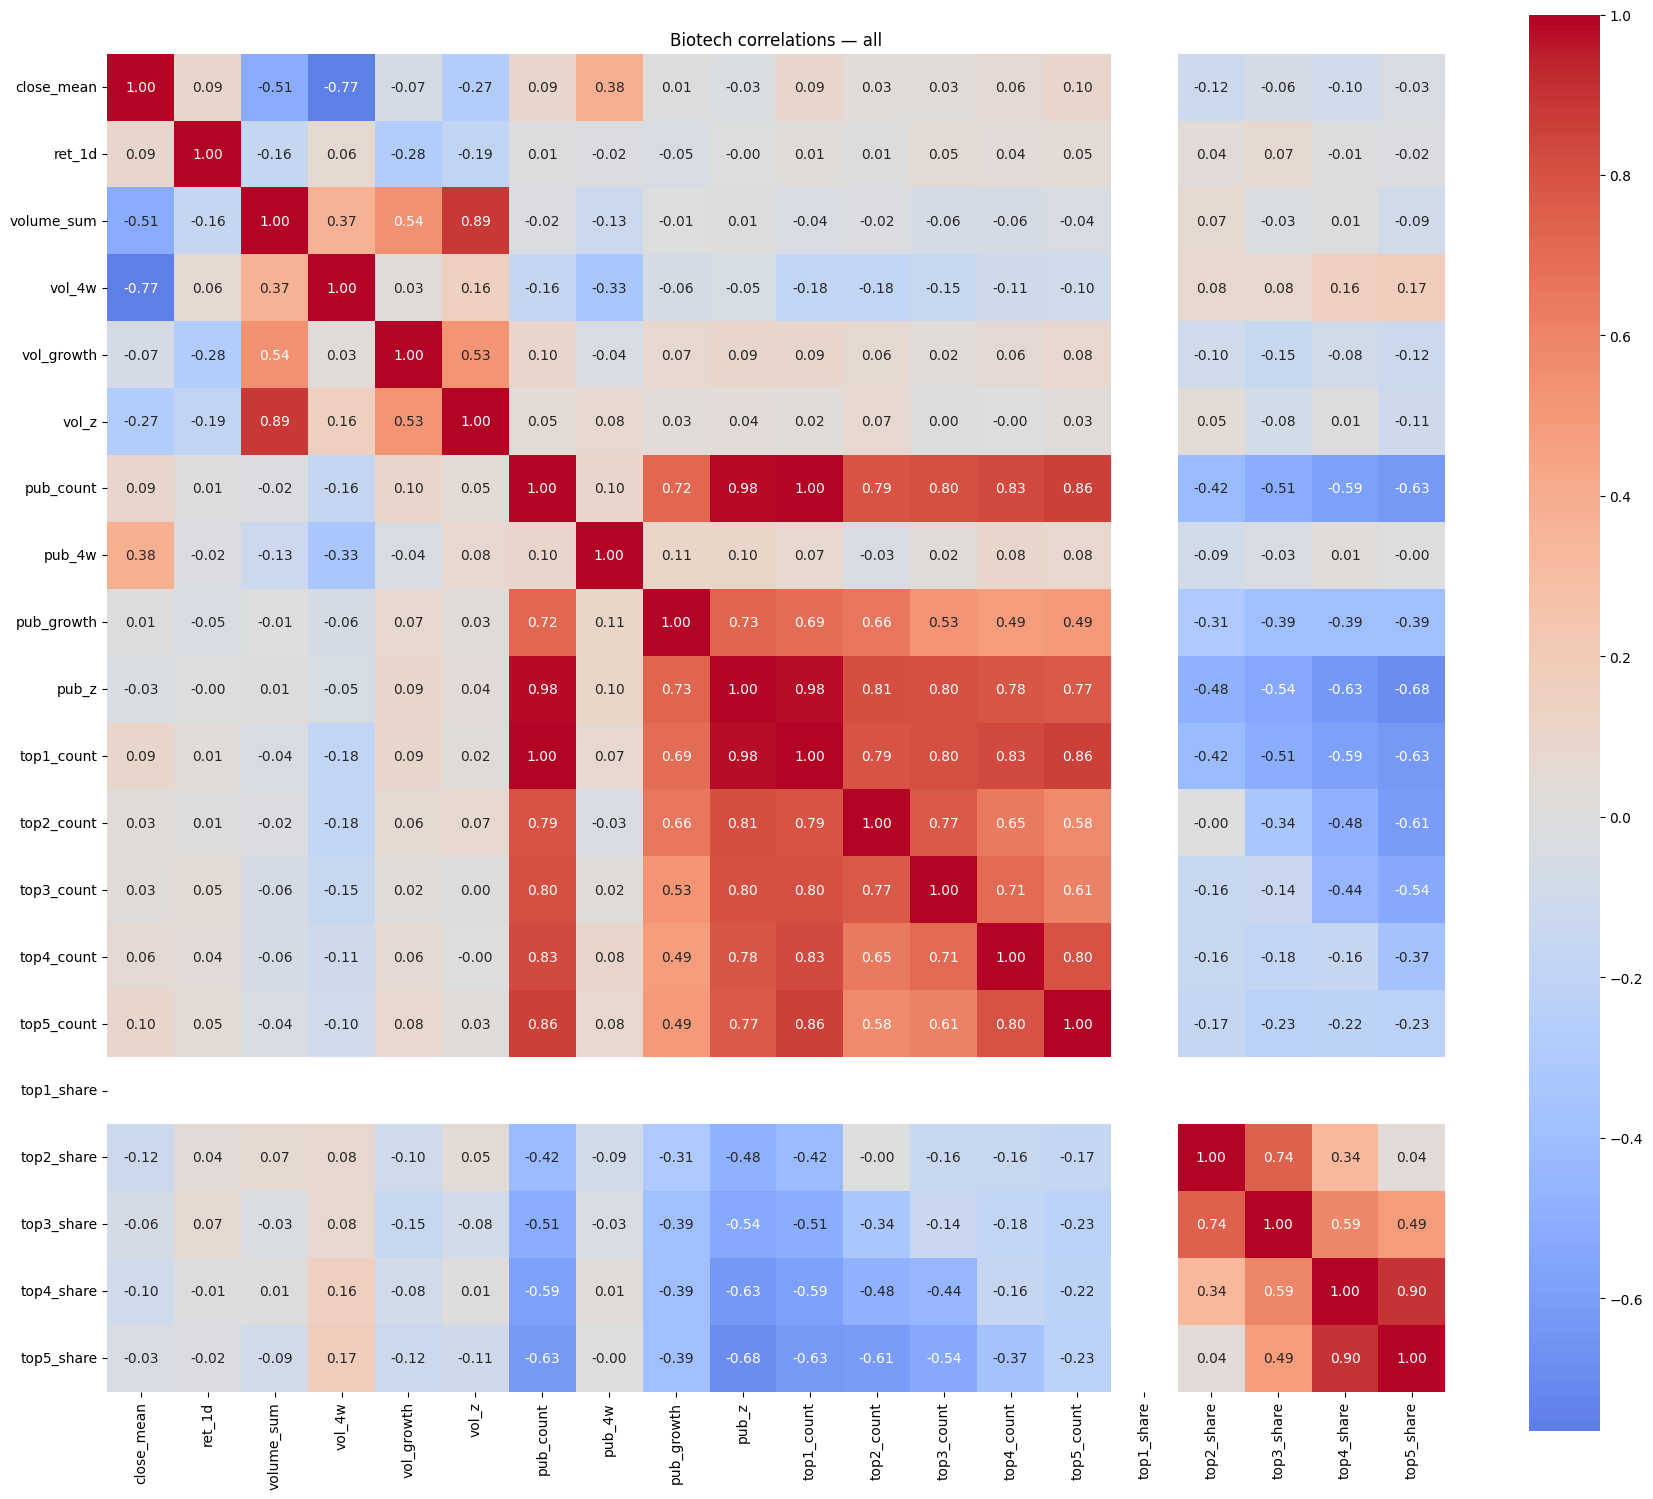 Biotech correlations — all
close_mean 1.00 0.09 -0.51 -0.77 -0.07 -0.27 0.09 0.38 0.01 -0.03 0.09 0.03 0.03 0.06 0.10 -0.12 -0.06 -0.10 -0.03
ret_1d 0.09 1.00 -0.16 0.06 -0.28 -0.19 0.01 -0.02 -0.05 -0.00 0.01 0.01 0.05 0.04 0.05 0.04 0.07 -0.01 -0.02
volume_sum -0.51 -0.16 1.00 0.37 0.54 0.89 -0.02 -0.13 -0.01 0.01 -0.04 -0.02 -0.06 -0.06 -0.04 0.07 -0.03 0.01 -0.09
vol_4w -0.77 0.06 0.37 1.00 0.03 0.16 -0.16 -0.33 -0.06 -0.05 -0.18 -0.18 -0.15 -0.11 -0.10 0.08 0.08 0.16 0.17
vol_growth -0.07 -0.28 0.54 0.03 1.00 0.53 0.10 -0.04 0.07 0.09 0.09 0.06 0.02 0.06 0.08 -0.10 -0.15 -0.08 -0.12
vol_z -0.27 -0.19 0.89 0.16 0.53 1.00 0.05 0.08 0.03 0.04 0.02 0.07 0.00 -0.00 0.03 0.05 -0.08 0.01 -0.11
pub_count 0.09 0.01 -0.02 -0.16 0.10 0.05 1.00 0.10 0.72 0.98 1.00 0.79 0.80 0.83 0.86 -0.42 -0.51 -0.59 -0.63
pub_4w 0.38 -0.02 -0.13 -0.33 -0.04 0.08 0.10 1.00 0.11 0.10 0.07 -0.03 0.02 0.08 0.08 -0.09 -0.03 0.01 -0.00
pub_growth 0.01 -0.05 -0.01 -0.06 0.07 0.03 0.72 0.11 1.00 0.73 0.69 0.66 0.53 0.49 0.49 -0.31 -0.39 -0.39 -0.39
pub_z -0.03 -0.00 0.01 -0.05 0.09 0.04 0.98 0.10 0.73 1.00 0.98 0.81 0.80 0.78 0.77 -0.48 -0.54 -0.63 -0.68
top1_count 0.09 0.01 -0.04 -0.18 0.09 0.02 1.00 0.07 0.69 0.98 1.00 0.79 0.80 0.83 0.86 -0.42 -0.51 -0.59 -0.63
top2_count 0.03 0.01 -0.02 -0.18 0.06 0.07 0.79 -0.03 0.66 0.81 0.79 1.00 0.77 0.65 0.58 -0.00 -0.34 -0.48 -0.61
top3_count 0.03 0.05 -0.06 -0.15 0.02 0.00 0.80 0.02 0.53 0.80 0.80 0.77 1.00 0.71 0.61 -0.16 -0.14 -0.44 -0.54
top4_count 0.06 0.04 -0.06 -0.11 0.06 -0.00 0.83 0.08 0.49 0.78 0.83 0.65 0.71 1.00 0.80 -0.16 -0.18 -0.16 -0.37
top5_count 0.10 0.05 -0.04 -0.10 0.08 0.03 0.86 0.08 0.49 0.77 0.86 0.58 0.61 0.80 1.00 -0.17 -0.23 -0.22 -0.23
top1_share
top2_share -0.12 0.04 0.07 0.08 -0.10 0.05 -0.42 -0.09 -0.31 -0.48 -0.42 -0.00 -0.16 -0.16 -0.17 1.00 0.74 0.34 0.04
top3_share -0.06 0.07 -0.03 0.08 -0.15 -0.08 -0.51 -0.03 -0.39 -0.54 -0.51 -0.34 -0.14 -0.18 -0.23 0.74 1.00 0.59 0.49
top4_share -0.10 -0.01 0.01 0.16 -0.08 0.01 -0.59 0.01 -0.39 -0.63 -0.59 -0.48 -0.44 -0.16 -0.22 0.34 0.59 1.00 0.90
top5_share -0.03 -0.02 -0.09 0.17 -0.12 -0.11 -0.63 -0.00 -0.39 -0.68 -0.63 -0.61 -0.54 -0.37 -0.23 0.04 0.49 0.90 1.00
close_mean
ret_1d
volume_sum
vol_4w
vol_growth
vol_z
pub_count
pub_4w
pub_growth
pub_z
top1_count
top2_count
top3_count
top4_count
top5_count
top1_share
top2_share
top3_share
top4_share
top5_share
1.0
0.8
0.6
0.4
0.2
0.0
−0.2
−0.4
−0.6